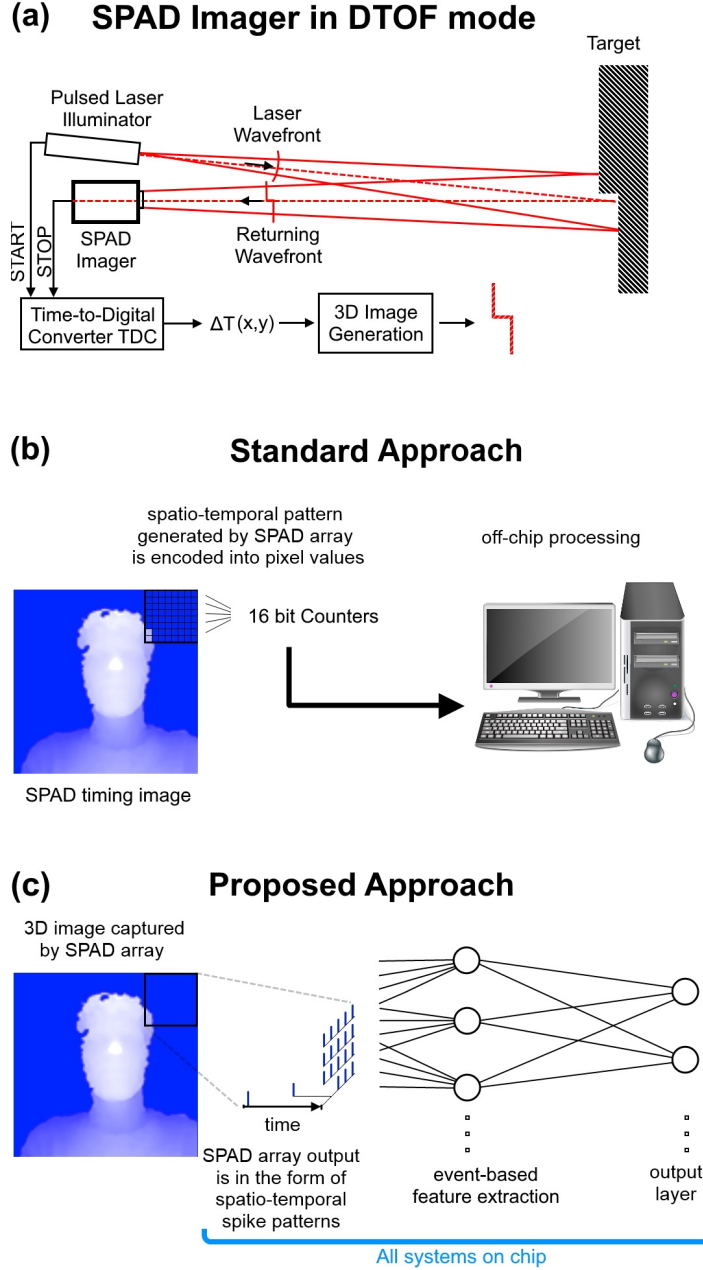 (a) SPAD Imager in DTOF mode
Target
Pulsed Laser
Illuminator
Laser
Wavefront
START
STOP
SPAD
Imager
Returning
Wavefront
Time-to-Digital
Converter TDC
ΔT(x,y)
3D Image
Generation
(b) Standard Approach
spatio-temporal pattern
generated by SPAD array
is encoded into pixel values
off-chip processing
16 bit Counters
SPAD timing image
(c) Proposed Approach
3D image captured
by SPAD array
time
SPAD array output
is in the form of
spatio-temporal
spike patterns
event-based
feature extraction
output
layer
All systems on chip